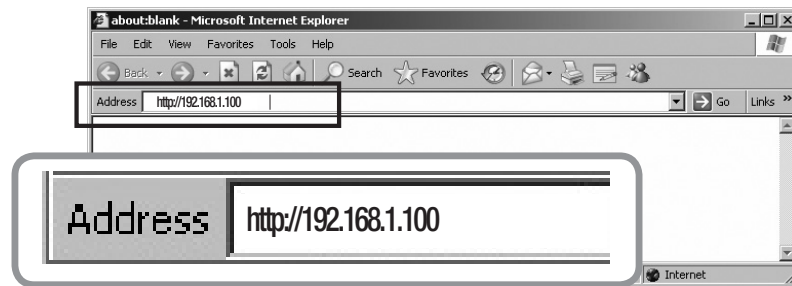 about:blank - Microsoft Internet Explorer
File Edit View Favorites Tools Help
Back Search Favorites
Address http://192.168.1.100 Go Links »
Address http://192.168.1.100
Internet